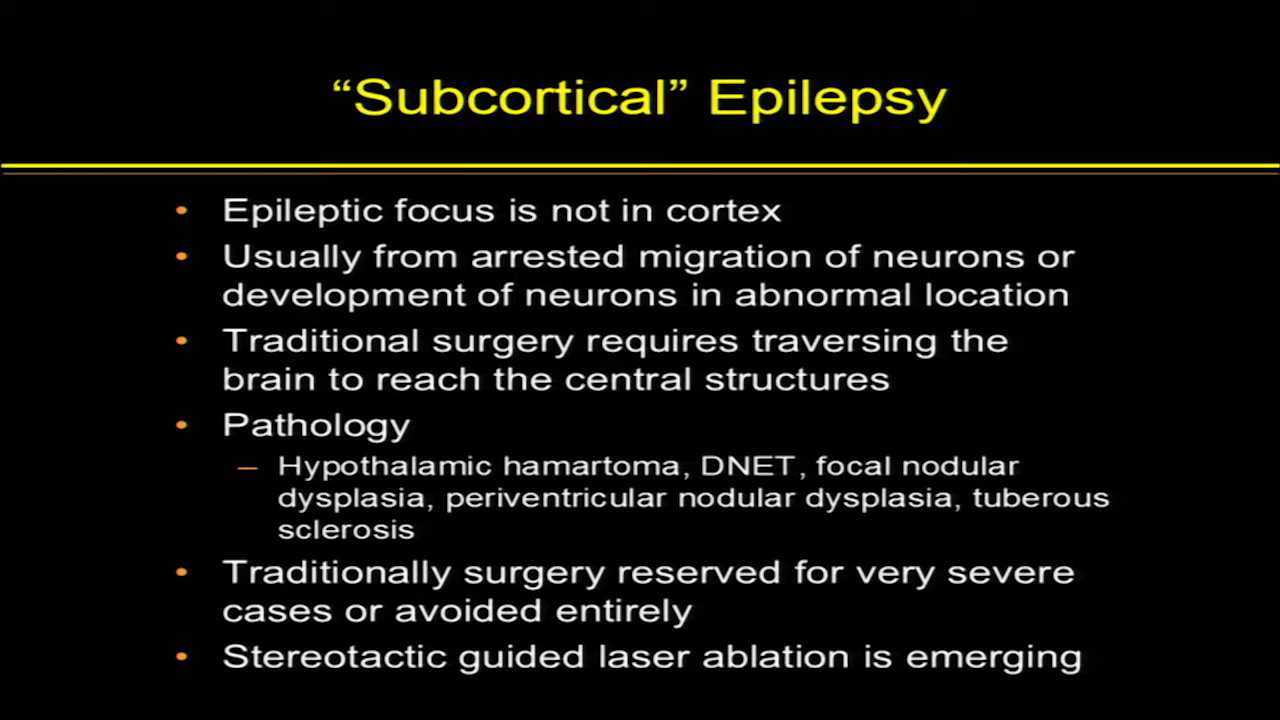 “Subcortical” Epilepsy
• Epileptic focus is not in cortex
• Usually from arrested migration of neurons or
development of neurons in abnormal location
• Traditional surgery requires traversing the
brain to reach the central structures
• Pathology
– Hypothalamic hamartoma, DNET, focal nodular
dysplasia, periventricular nodular dysplasia, tuberous
sclerosis
• Traditionally surgery reserved for very severe
cases or avoided entirely
• Stereotactic guided laser ablation is emerging